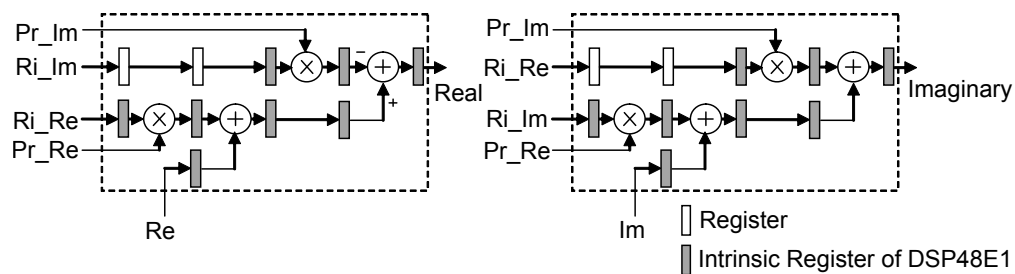 Pr_Im
Ri_Im
Ri_Re
Pr_Re
Re
×
−
+
+
+
Real
Pr_Im
Ri_Re
Ri_Im
Pr_Re
Im
×
×
+
+
Imaginary
Register
Intrinsic Register of DSP48E1